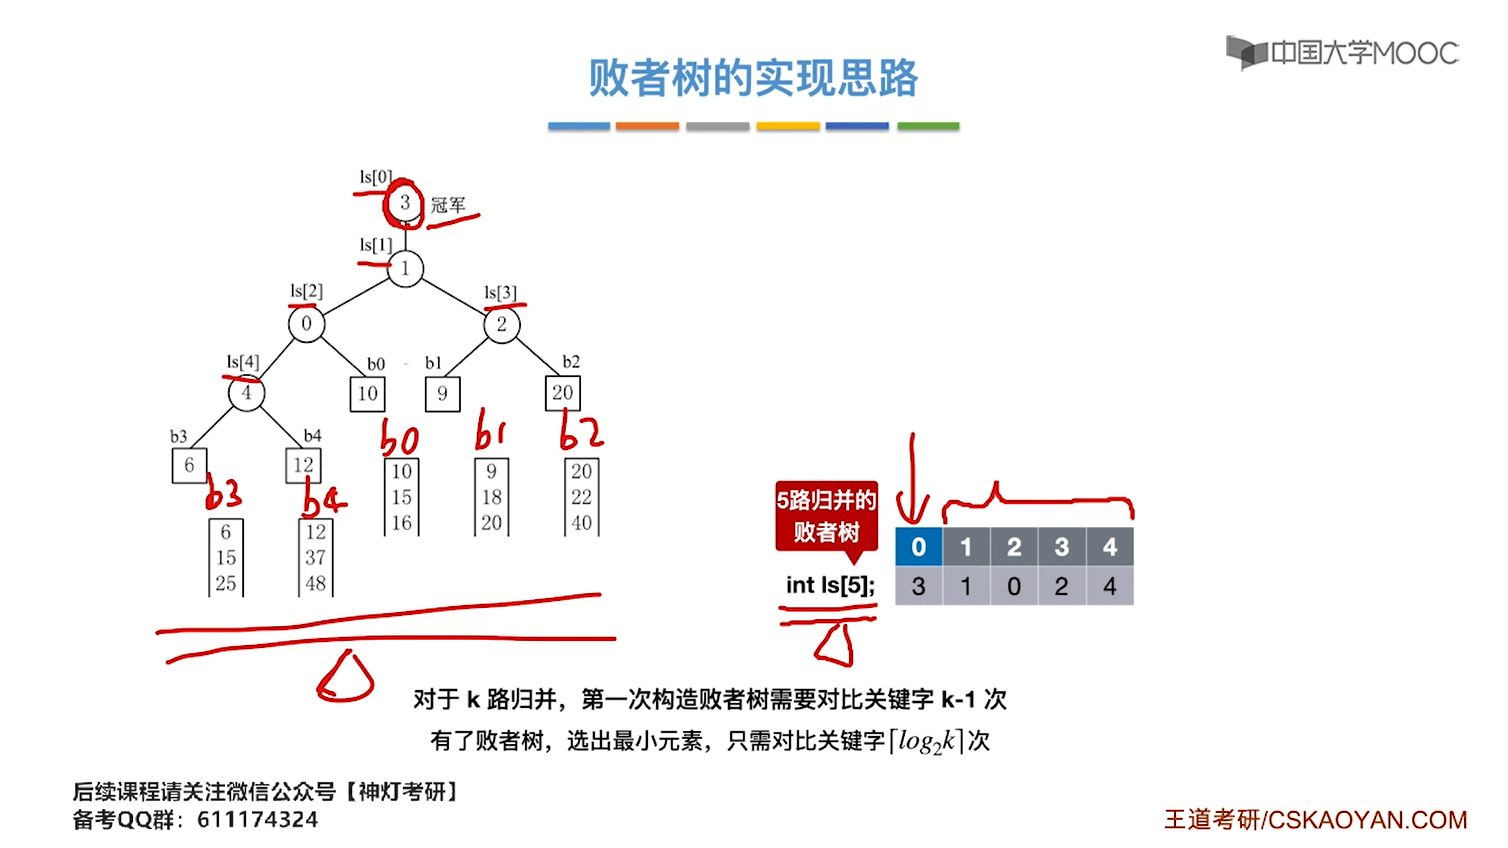 中国大学MOOC
败者树的实现思路
ls[0]
3 冠军
ls[1]
1
ls[2] ls[3]
0 2
ls[4] b0 b1 b2
4 10 9 20
b3 b4
6 12
b0 b1 b2
b3 b4
10 9 20
15 18 22
16 20 40
6 12
15 37
25 48
5路归并的
败者树
0 1 2 3 4
int ls[5]; 3 1 0 2 4
对于 k 路归并，第一次构造败者树需要对比关键字 k-1 次
有了败者树，选出最小元素，只需对比关键字⌈log₂k⌉次
后续课程请关注微信公众号【神灯考研】
备考QQ群：611174324
王道考研/CSKAOYAN.COM